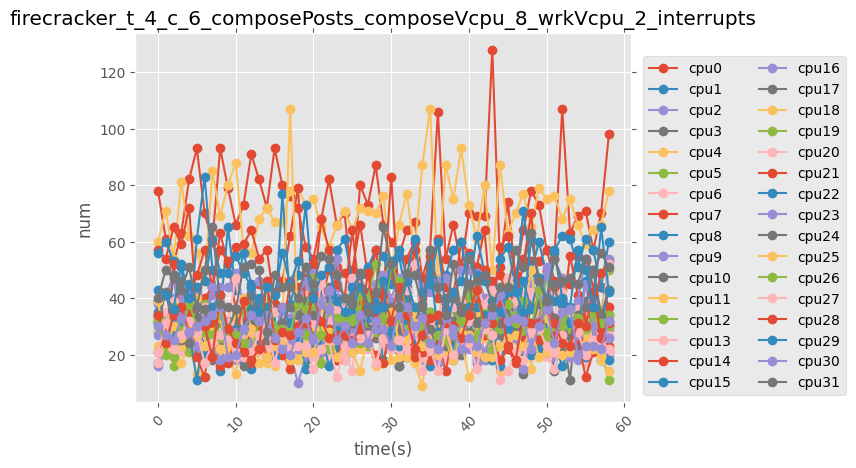 firecracker_t_4_c_6_composePosts_composeVcpu_8_wrkVcpu_2_interrupts
num
120
100
80
60
40
20
0
10
20
30
40
50
60
time(s)
cpu0
cpu1
cpu2
cpu3
cpu4
cpu5
cpu6
cpu7
cpu8
cpu9
cpu10
cpu11
cpu12
cpu13
cpu14
cpu15
cpu16
cpu17
cpu18
cpu19
cpu20
cpu21
cpu22
cpu23
cpu24
cpu25
cpu26
cpu27
cpu28
cpu29
cpu30
cpu31